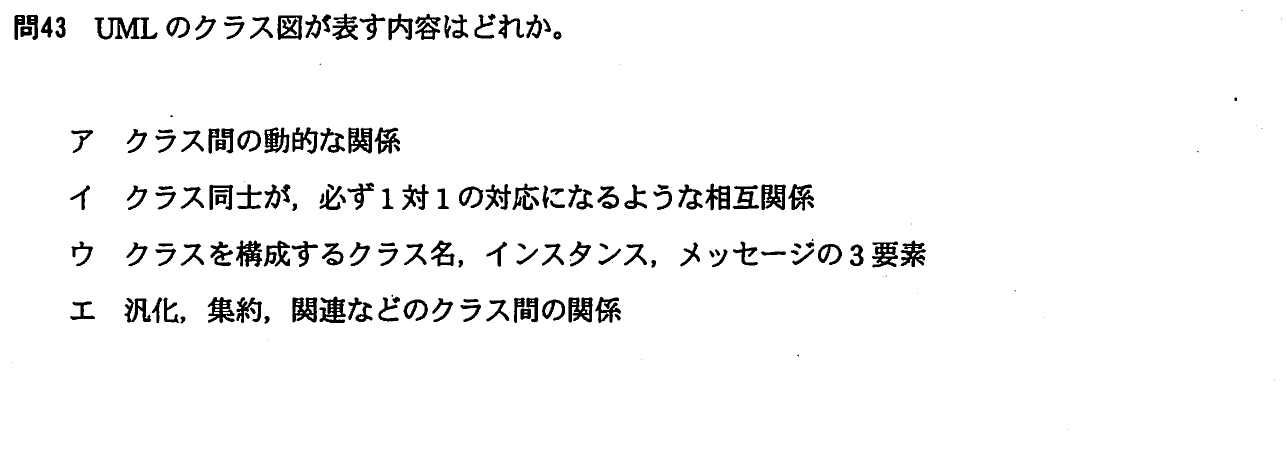 問43 UMLのクラス図が表す内容はどれか。
ア クラス間の動的な関係
イ クラス同士が，必ず1対1の対応になるような相互関係
ウ クラスを構成するクラス名，インスタンス，メッセージの3要素
エ 汎化，集約，関連などのクラス間の関係